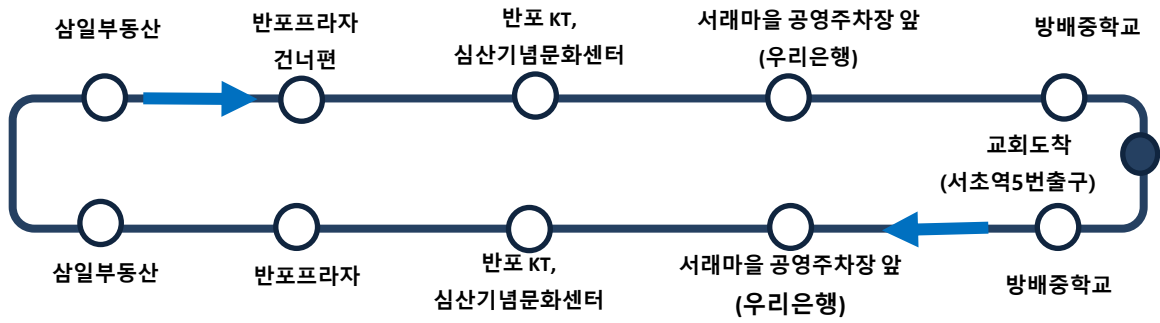 삼일부동산
반포프라자
건너편
반포 KT,
심산기념문화센터
서래마을 공영주차장 앞
(우리은행)
방배중학교
교회도착
(서초역5번출구)
삼일부동산
반포프라자
반포 KT,
심산기념문화센터
서래마을 공영주차장 앞
(우리은행)
방배중학교